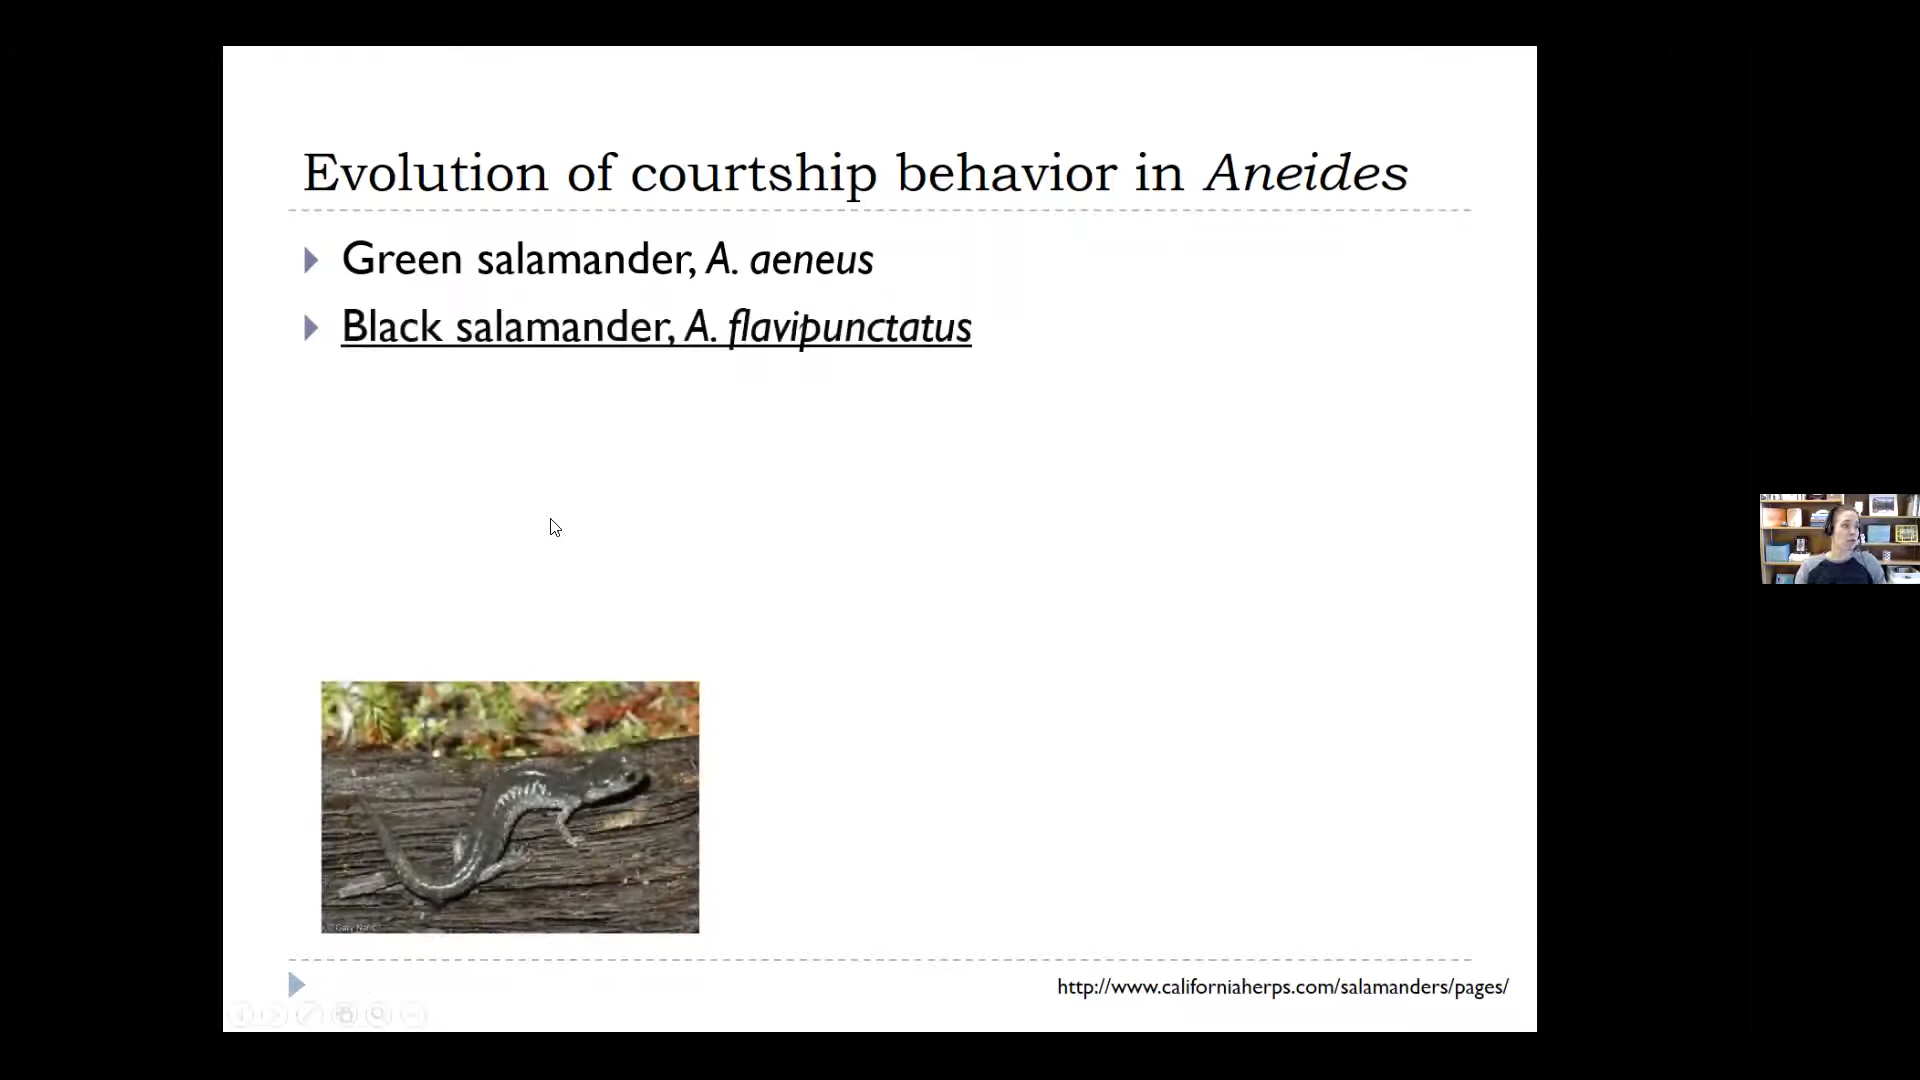 Evolution of courtship behavior in Aneides
Green salamander, A. aeneus
Black salamander, A. flavipunctatus
http://www.californiaherps.com/salamanders/pages/